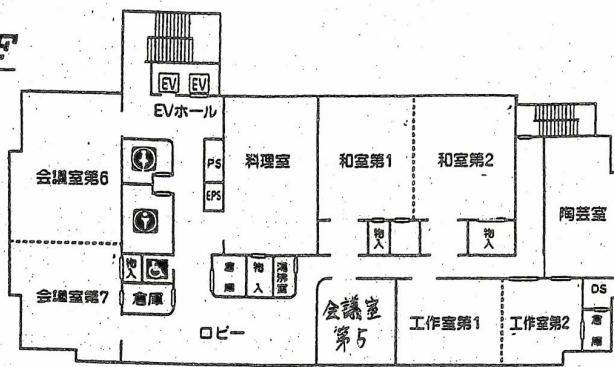 F
EV EV
EVホール
会議室第6
PS
EPS
料理室
和室第1
和室第2
陶芸室
物入
物入
物入
倉庫
倉庫
物入
湯沸室
会議室第7
ロビー
会議室
第5
工作室第1
工作室第2
DS
倉庫